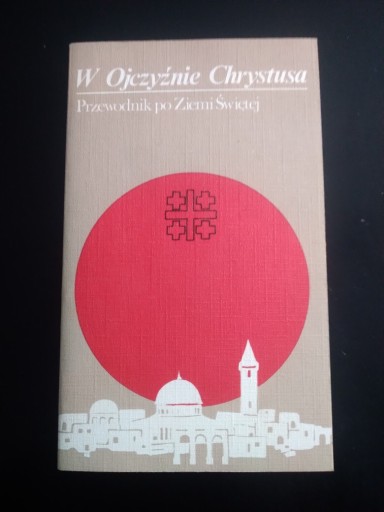 W Ojczyźnie Chrystusa
Przewodnik po Ziemi Świętej